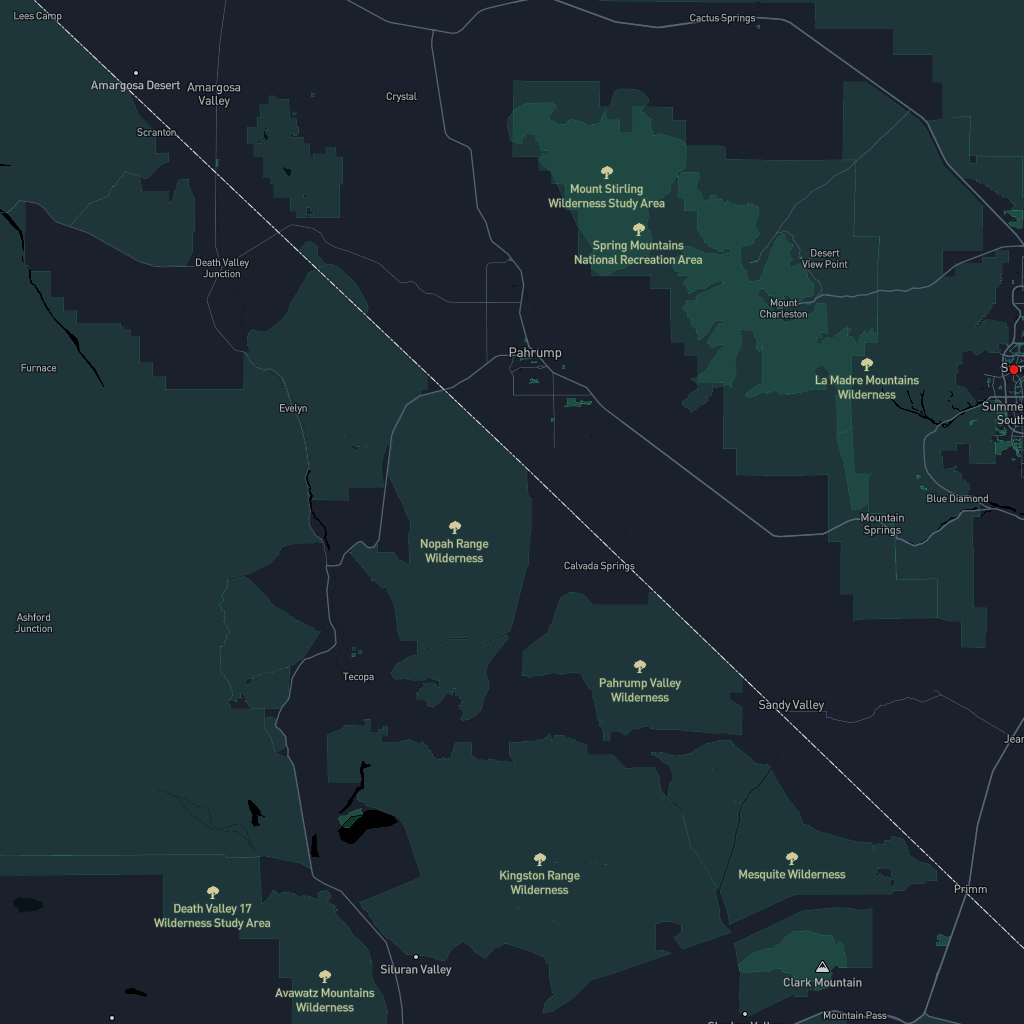 Lees Camp
Cactus Springs
Amargosa Desert
Amargosa
Valley
Crystal
Scranton
Mount Stirling
Wilderness Study Area
Spring Mountains
National Recreation Area
Desert
View Point
Death Valley
Junction
Mount
Charleston
Pahrump
Furnace
La Madre Mountains
Wilderness
Evelyn
South
Blue Diamond
Mountain
Springs
Nopah Range
Wilderness
Calvada Springs
Ashford
Junction
Tecopa
Pahrump Valley
Wilderness
Sandy Valley
Kingston Range
Wilderness
Mesquite Wilderness
Primm
Death Valley 17
Wilderness Study Area
Siluran Valley
Avawatz Mountains
Wilderness
Clark Mountain
Mountain Pass